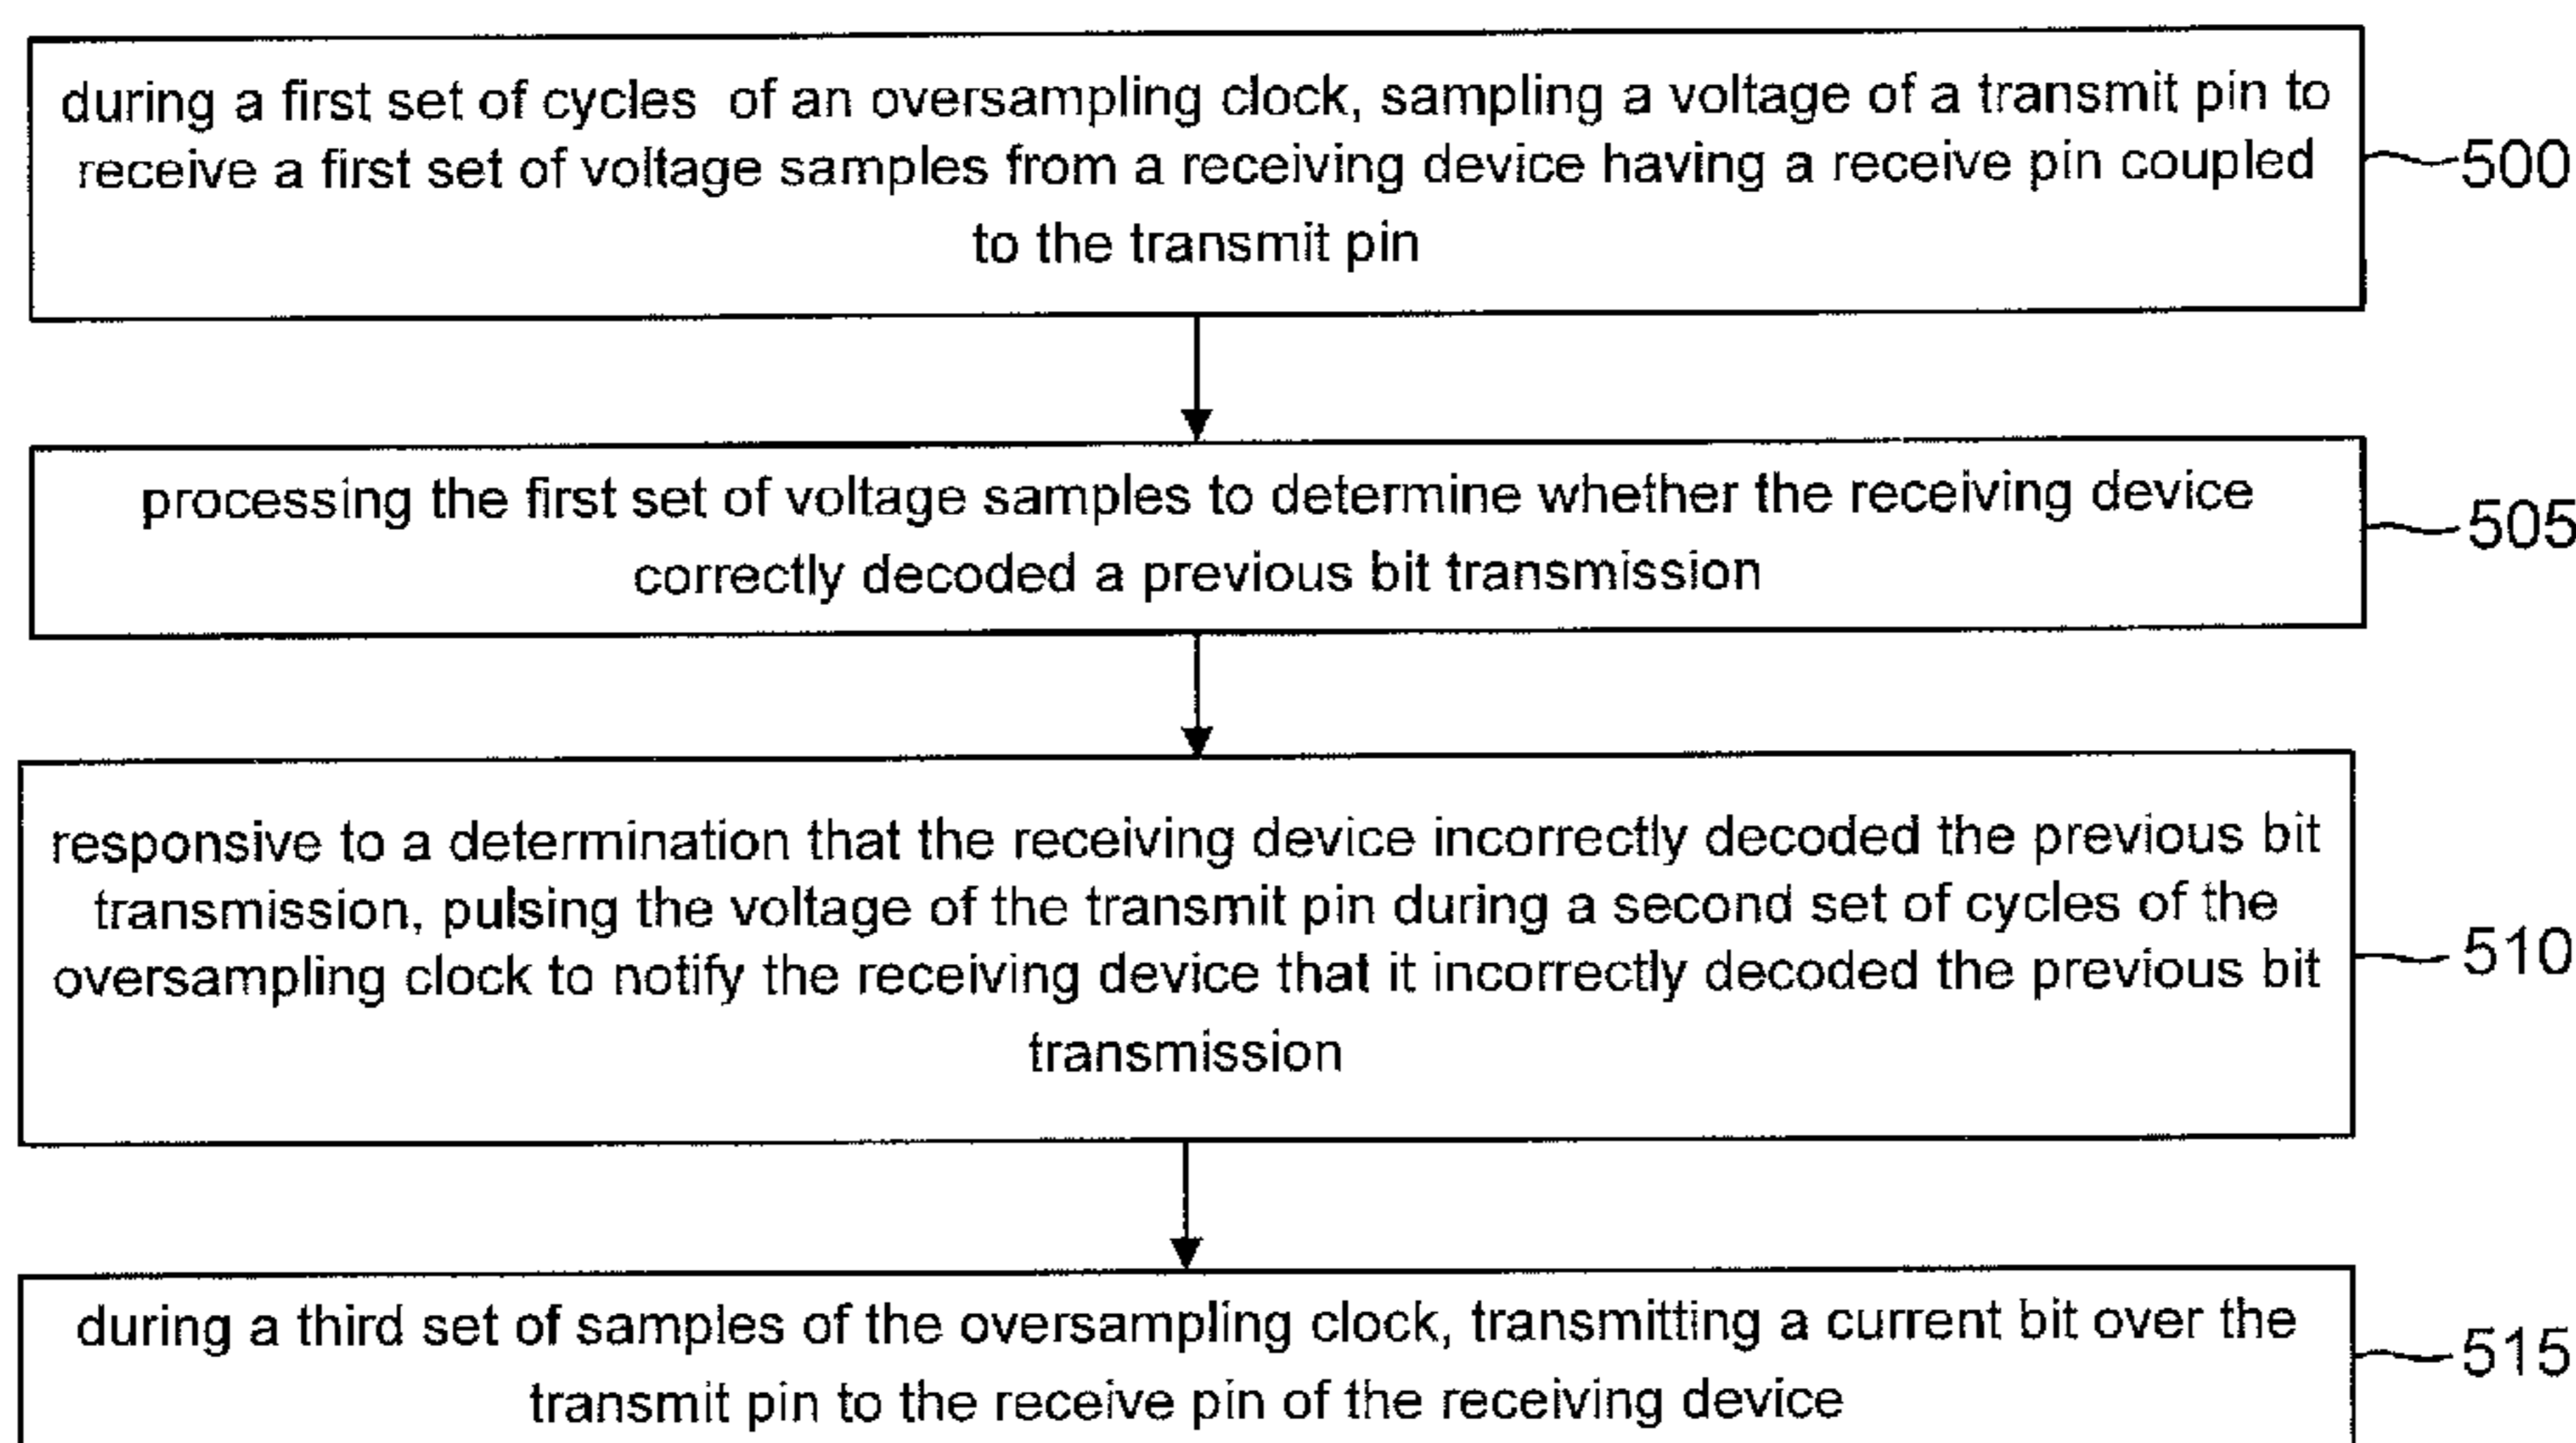 during a first set of cycles of an oversampling clock, sampling a voltage of a transmit pin to
receive a first set of voltage samples from a receiving device having a receive pin coupled
to the transmit pin
500
processing the first set of voltage samples to determine whether the receiving device
correctly decoded a previous bit transmission
505
responsive to a determination that the receiving device incorrectly decoded the previous bit
transmission, pulsing the voltage of the transmit pin during a second set of cycles of the
oversampling clock to notify the receiving device that it incorrectly decoded the previous bit
transmission
510
during a third set of samples of the oversampling clock, transmitting a current bit over the
transmit pin to the receive pin of the receiving device
515